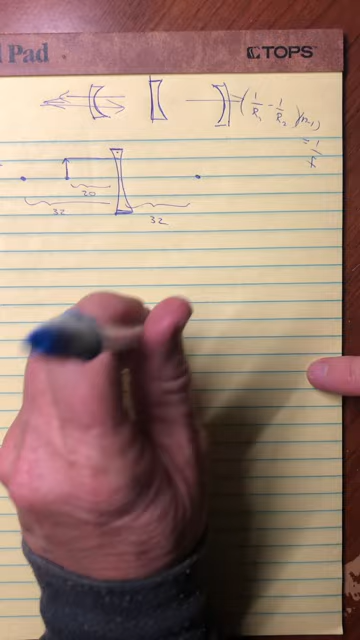 Pad
TOPS
(1/R₁ - 1/R₂)(n-1)
= 1/f
20
32
32